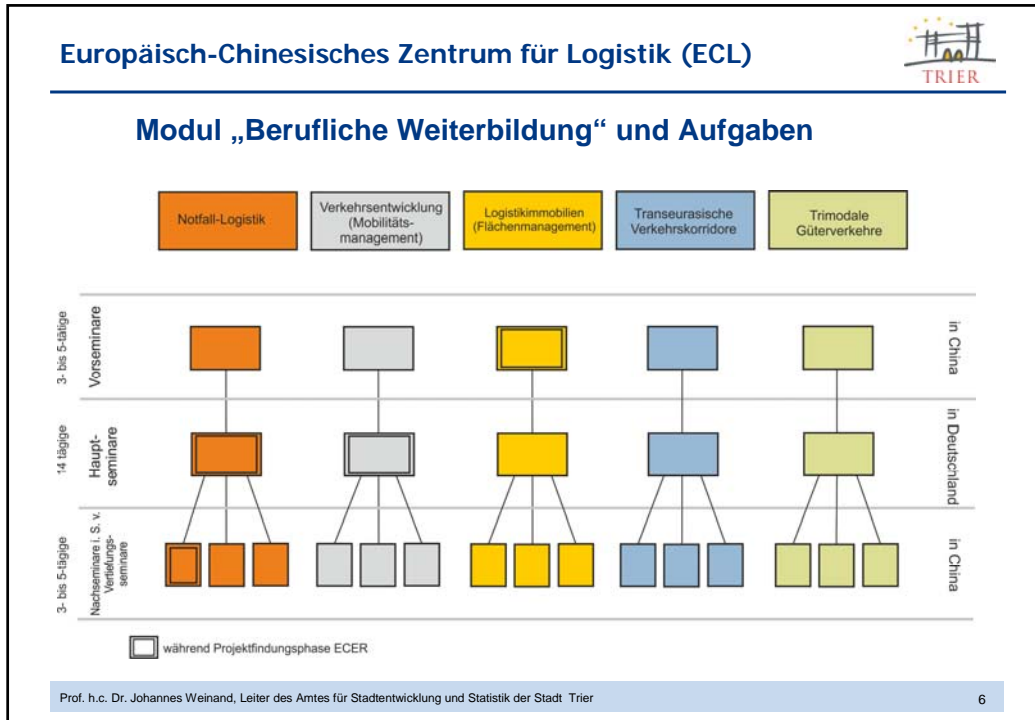 Europäisch-Chinesisches Zentrum für Logistik (ECL)
TRIER
Modul „Berufliche Weiterbildung“ und Aufgaben
Notfall-Logistik
Verkehrsentwicklung
(Mobilitäts-
management)
Logistikimmobilien
(Flächenmanagement)
Transeurasische
Verkehrskorridore
Trimodale
Güterverkehre
3- bis 5-tätige
Vorseminare
in China
14 tägige
Haupt-
seminare
in Deutschland
3- bis 5-tägige
Nachseminare i. S. v.
Vertiefungs-
seminare
in China
während Projektfindungsphase ECER
Prof. h.c. Dr. Johannes Weinand, Leiter des Amtes für Stadtentwicklung und Statistik der Stadt Trier
6